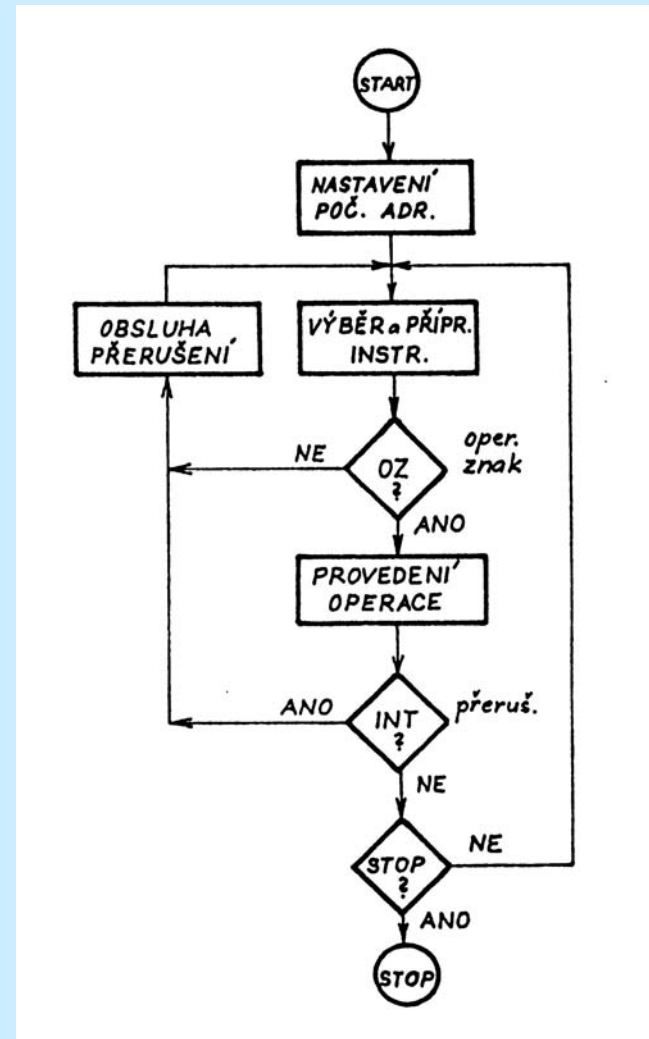 START
NASTAVENÍ
POČ. ADR.
OBSLUHA
PŘERUŠENÍ
VÝBĚR a PŘÍPR.
INSTR.
NE
OZ
?
oper.
znak
ANO
PROVEDENÍ
OPERACE
ANO
INT
?
přeruš.
NE
STOP
?
NE
ANO
STOP